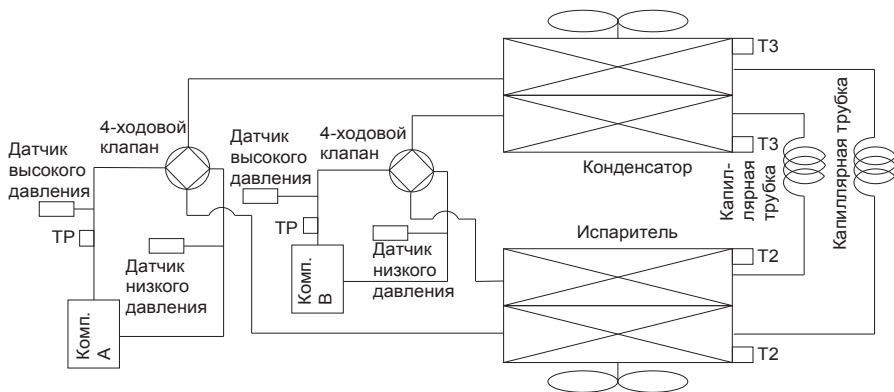 T3
4-ходовой
клапан
Датчик
высокого
давления
4-ходовой
клапан
Датчик
высокого
давления
T3
Конденсатор
Капил-
лярная
трубка
Капиллярная трубка
TP
TP
Испаритель
Датчик
низкого
давления
Датчик
низкого
давления
T2
Комп.
A
Комп.
B
T2